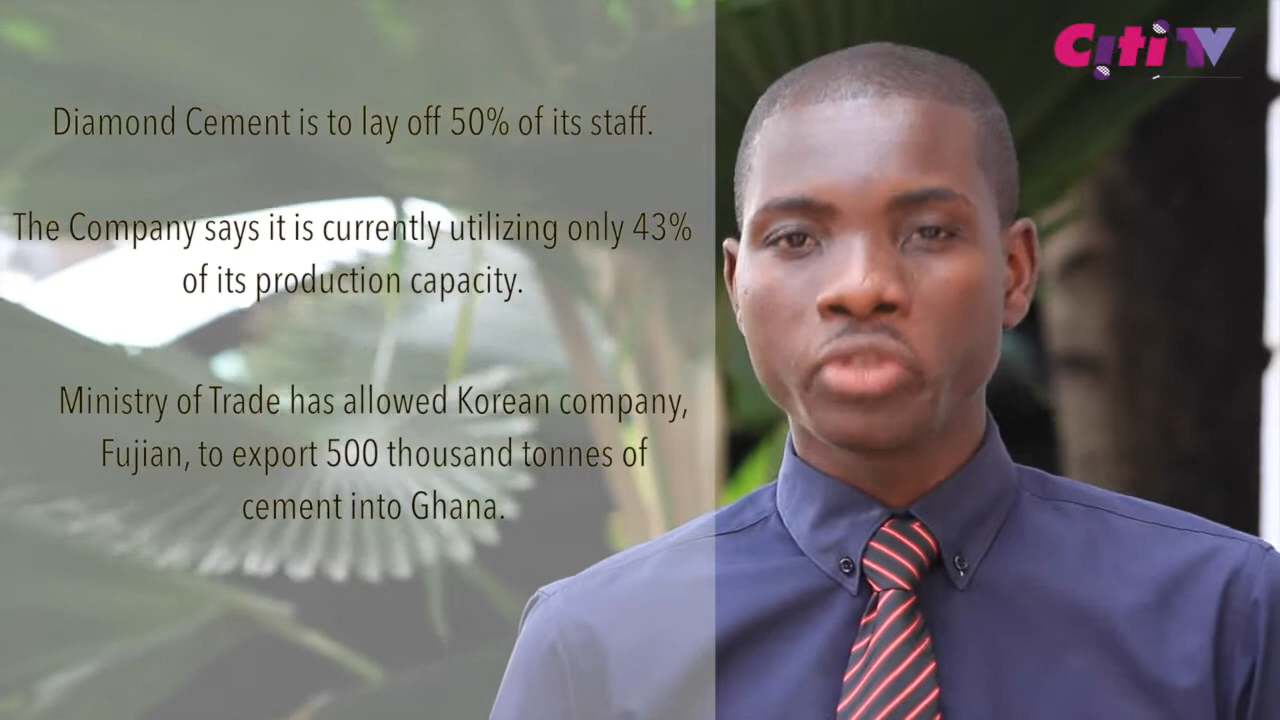 Citi TV
Diamond Cement is to lay off 50% of its staff.
The Company says it is currently utilizing only 43%
of its production capacity.
Ministry of Trade has allowed Korean company,
Fujian, to export 500 thousand tonnes of
cement into Ghana.